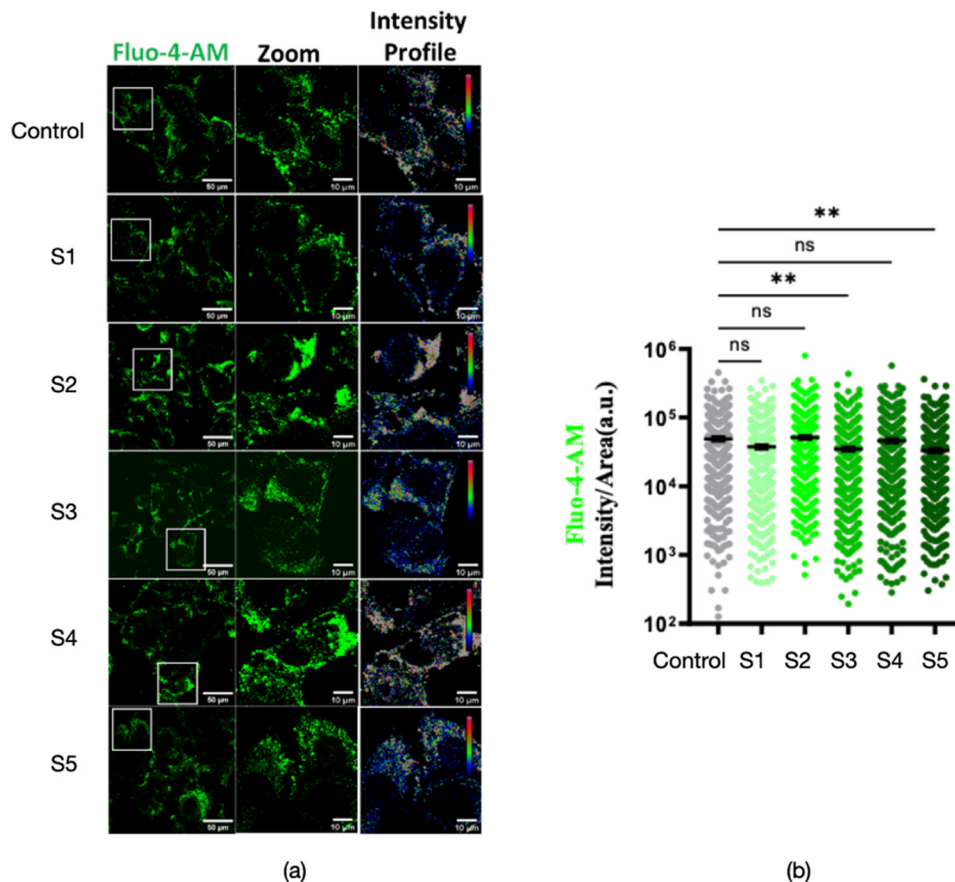 Fluo-4-AM Zoom Intensity Profile
Control
50 μm 10 μm 10 μm
S1
50 μm 10 μm 10 μm
S2
50 μm 10 μm 10 μm
S3
50 μm 10 μm 10 μm
S4
50 μm 10 μm 10 μm
S5
50 μm 10 μm 10 μm
(a)
**
ns
**
ns
ns
Fluo-4-AM
Intensity/Area(a.u.)
10⁶
10⁵
10⁴
10³
10²
Control S1 S2 S3 S4 S5
(b)